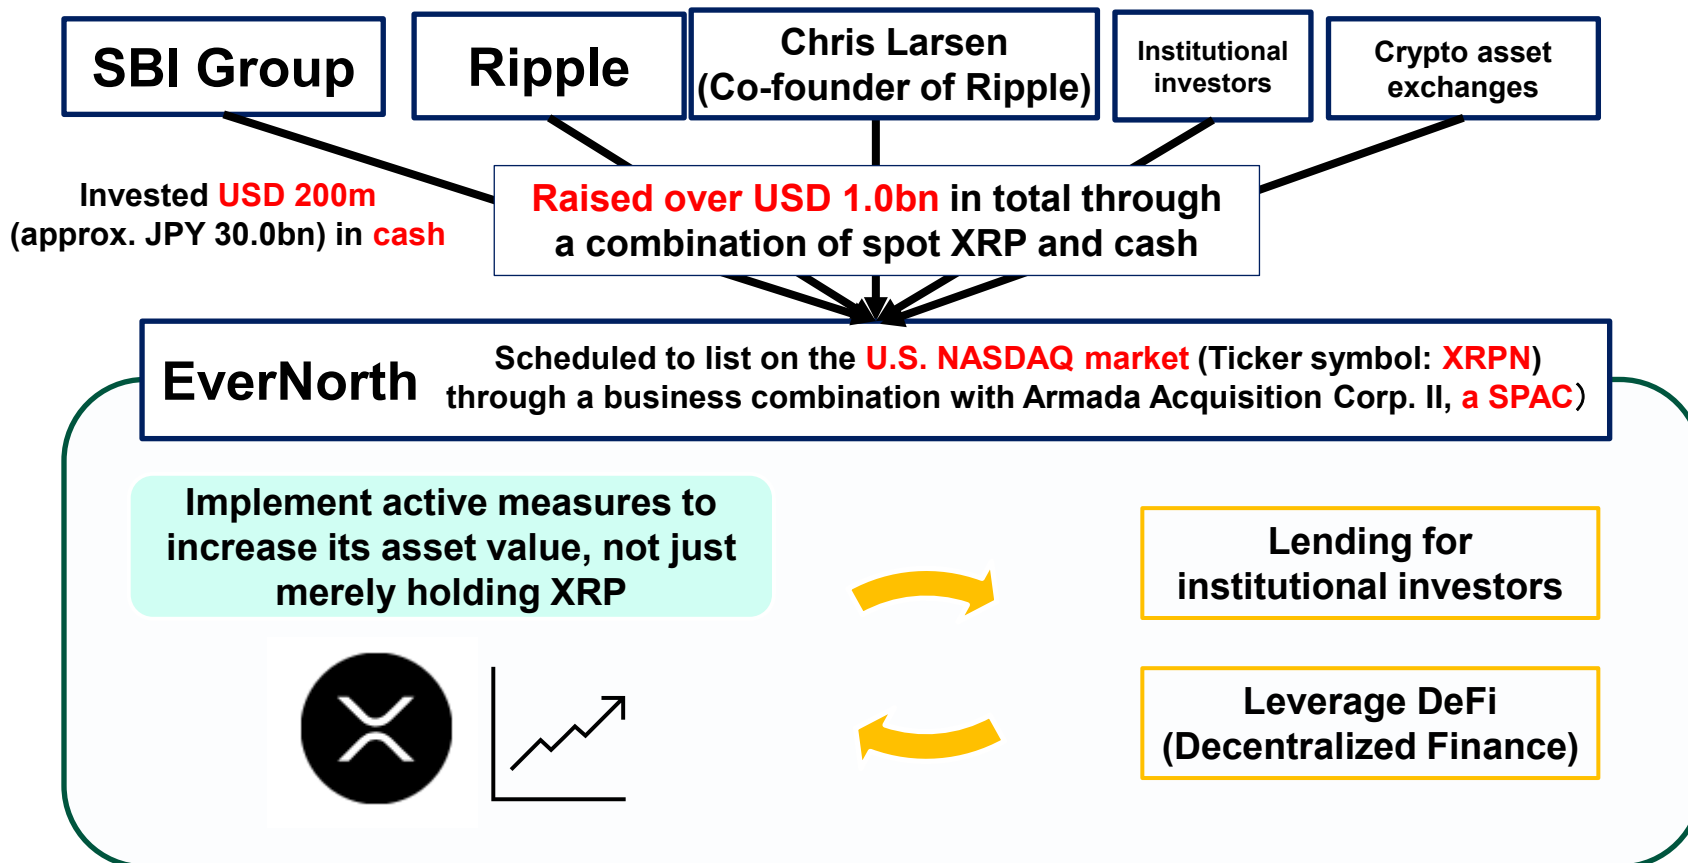 SBI Group
Ripple
Chris Larsen
(Co-founder of Ripple)
Institutional
investors
Crypto asset
exchanges
Invested USD 200m
(approx. JPY 30.0bn) in cash
Raised over USD 1.0bn in total through
a combination of spot XRP and cash
EverNorth
Scheduled to list on the U.S. NASDAQ market (Ticker symbol: XRPN)
through a business combination with Armada Acquisition Corp. II, a SPAC）
Implement active measures to
increase its asset value, not just
merely holding XRP
Lending for
institutional investors
Leverage DeFi
(Decentralized Finance)